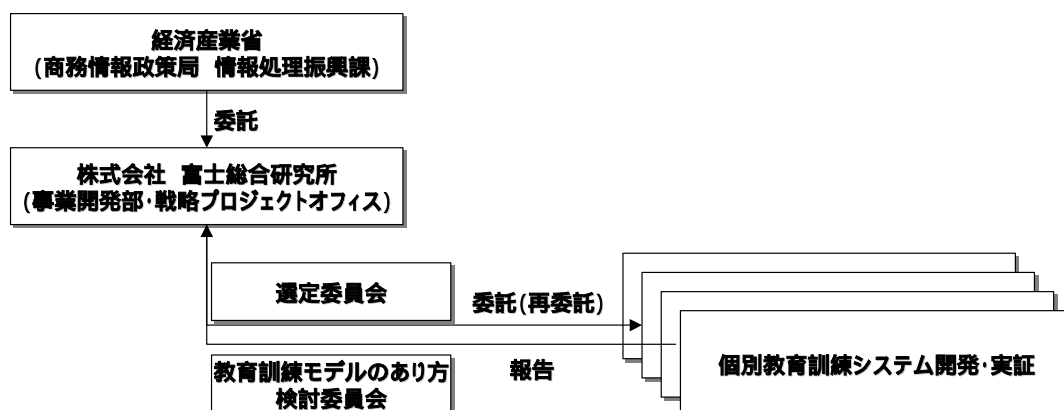 経済産業省
(商務情報政策局 情報処理振興課)
委託
株式会社 富士総合研究所
(事業開発部・戦略プロジェクトオフィス)
選定委員会
委託(再委託)
教育訓練モデルのあり方
検討委員会
報告
個別教育訓練システム開発・実証